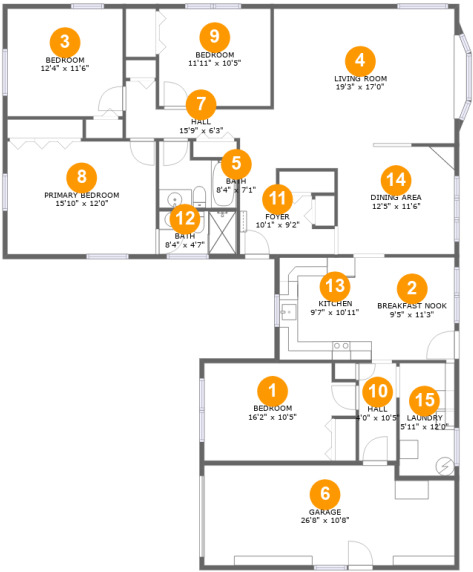 3
BEDROOM
12'4" x 11'6"
9
BEDROOM
11'11" x 10'5"
4
LIVING ROOM
19'3" x 17'0"
7
HALL
15'9" x 6'3"
8
PRIMARY BEDROOM
15'10" x 12'0"
5
BATH
8'4" x 7'1"
11
FOYER
10'1" x 9'2"
14
DINING AREA
12'5" x 11'6"
12
BATH
8'4" x 4'7"
13
KITCHEN
9'7" x 10'11"
2
BREAKFAST NOOK
9'5" x 11'3"
1
BEDROOM
16'2" x 10'5"
10
HALL
4'0" x 10'5"
15
LAUNDRY
5'11" x 12'0"
6
GARAGE
26'8" x 10'8"